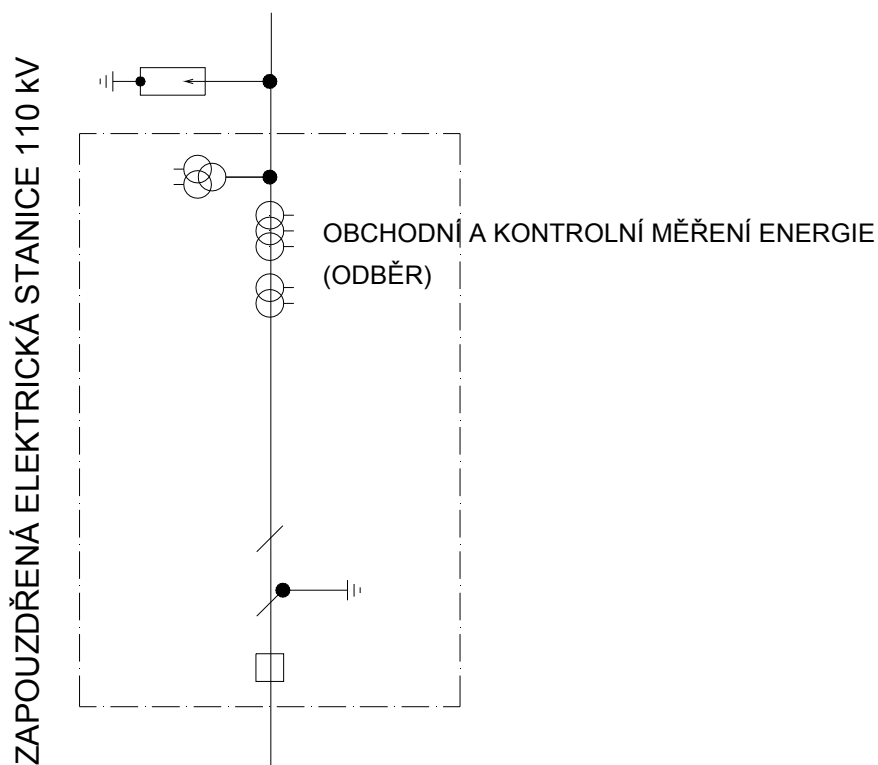 ZAPOUZDŘENÁ ELEKTRICKÁ STANICE 110 kV
OBCHODNÍ A KONTROLNÍ MĚŘENÍ ENERGIE
(ODBĚR)